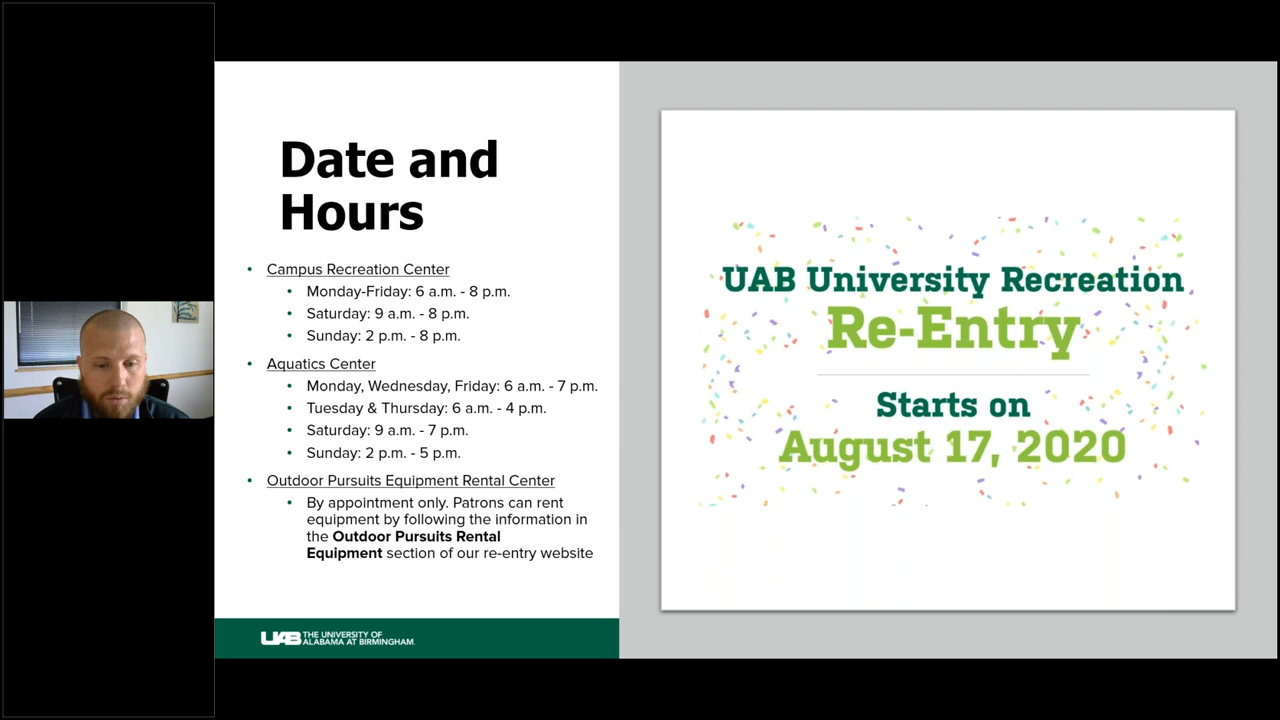 Date and
Hours
• Campus Recreation Center
• Monday-Friday: 6 a.m. - 8 p.m.
• Saturday: 9 a.m. - 8 p.m.
• Sunday: 2 p.m. - 8 p.m.
• Aquatics Center
• Monday, Wednesday, Friday: 6 a.m. - 7 p.m.
• Tuesday & Thursday: 6 a.m. - 4 p.m.
• Saturday: 9 a.m. - 7 p.m.
• Sunday: 2 p.m. - 5 p.m.
• Outdoor Pursuits Equipment Rental Center
• By appointment only. Patrons can rent
equipment by following the information in
the Outdoor Pursuits Rental
Equipment section of our re-entry website
UAB THE UNIVERSITY OF
ALABAMA AT BIRMINGHAM.
UAB University Recreation
Re-Entry
Starts on
August 17, 2020